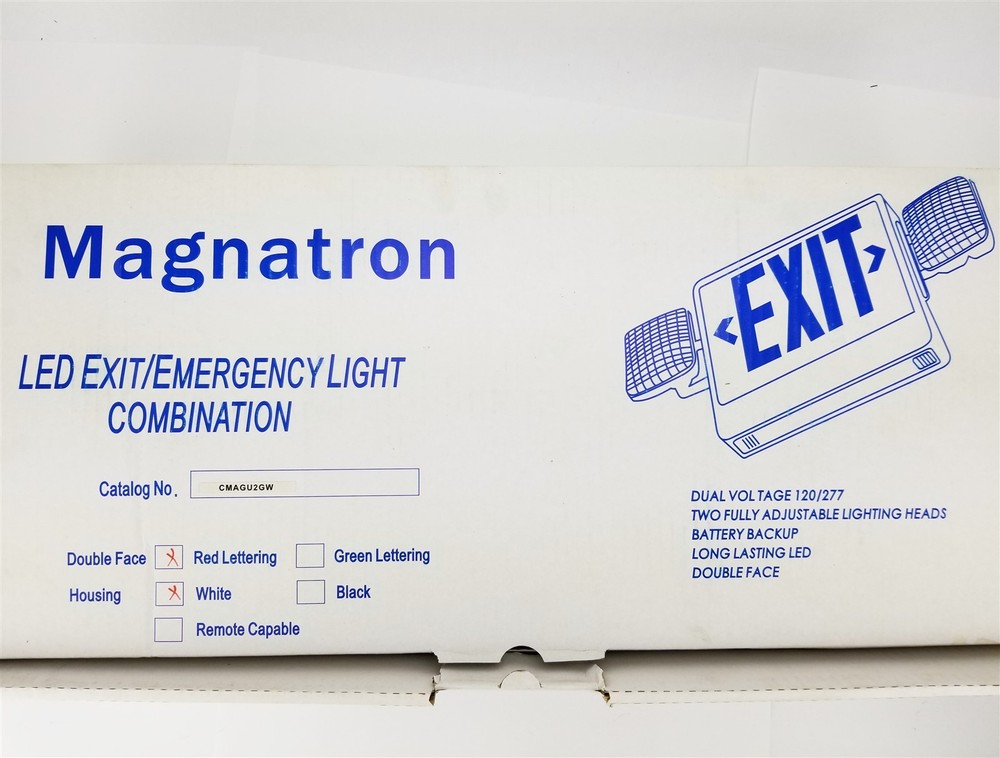 Magnatron
LED EXIT/EMERGENCY LIGHT
COMBINATION
Catalog No. CMAGU2GW
Double Face X Red Lettering Green Lettering
Housing X White Black
Remote Capable
<EXIT>
DUAL VOLTAGE 120/277
TWO FULLY ADJUSTABLE LIGHTING HEADS
BATTERY BACKUP
LONG LASTING LED
DOUBLE FACE